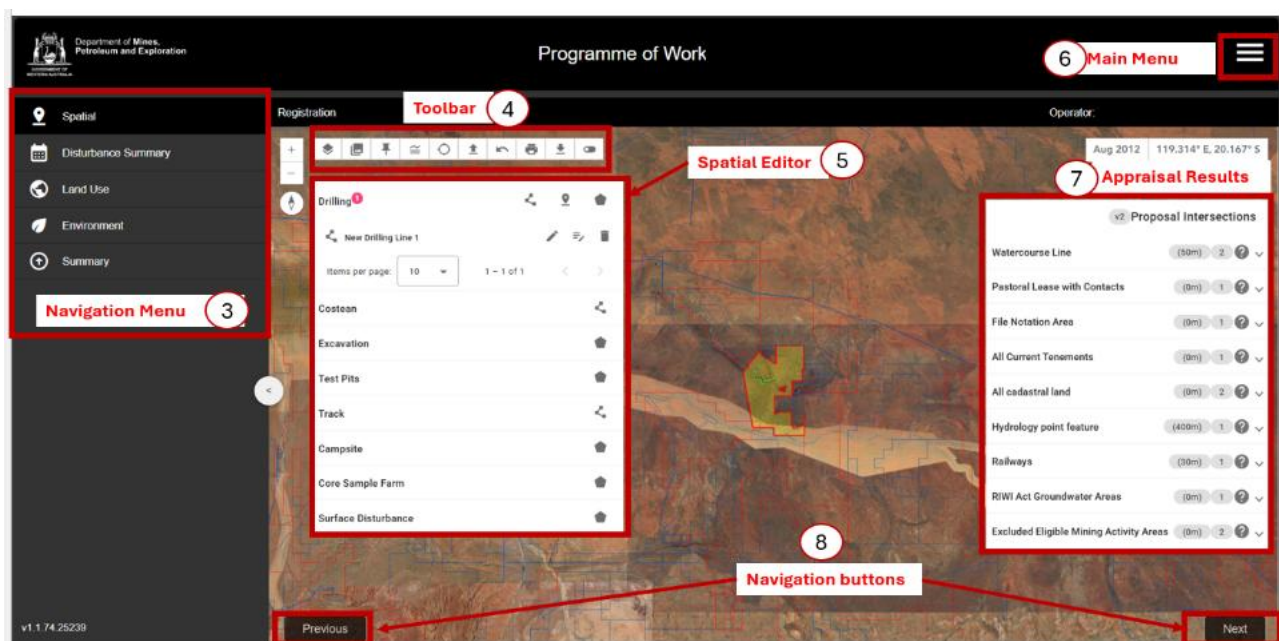 Department of Mines,
Petroleum and Exploration
GOVERNMENT OF
WESTERN AUSTRALIA
Programme of Work
6 Main Menu
Spatial
Disturbance Summary
Land Use
Environment
Summary
Navigation Menu 3
Registration
Toolbar 4
Operator:
Aug 2012 119.314° E, 20.167° S
Spatial Editor 5
7 Appraisal Results
Drilling 1
New Drilling Line 1
Items per page: 10 1 – 1 of 1
Costean
Excavation
Test Pits
Track
Campsite
Core Sample Farm
Surface Disturbance
v2 Proposal Intersections
Watercourse Line (50m) 2 ?
Pastoral Lease with Contacts (0m) 1 ?
File Notation Area (0m) 1 ?
All Current Tenements (0m) 1 ?
All cadastral land (0m) 2 ?
Hydrology point feature (400m) 1 ?
Railways (30m) 1 ?
RIWI Act Groundwater Areas (0m) 1 ?
Excluded Eligible Mining Activity Areas (0m) 2 ?
8
Navigation buttons
v1.1.74.25239
Previous
Next